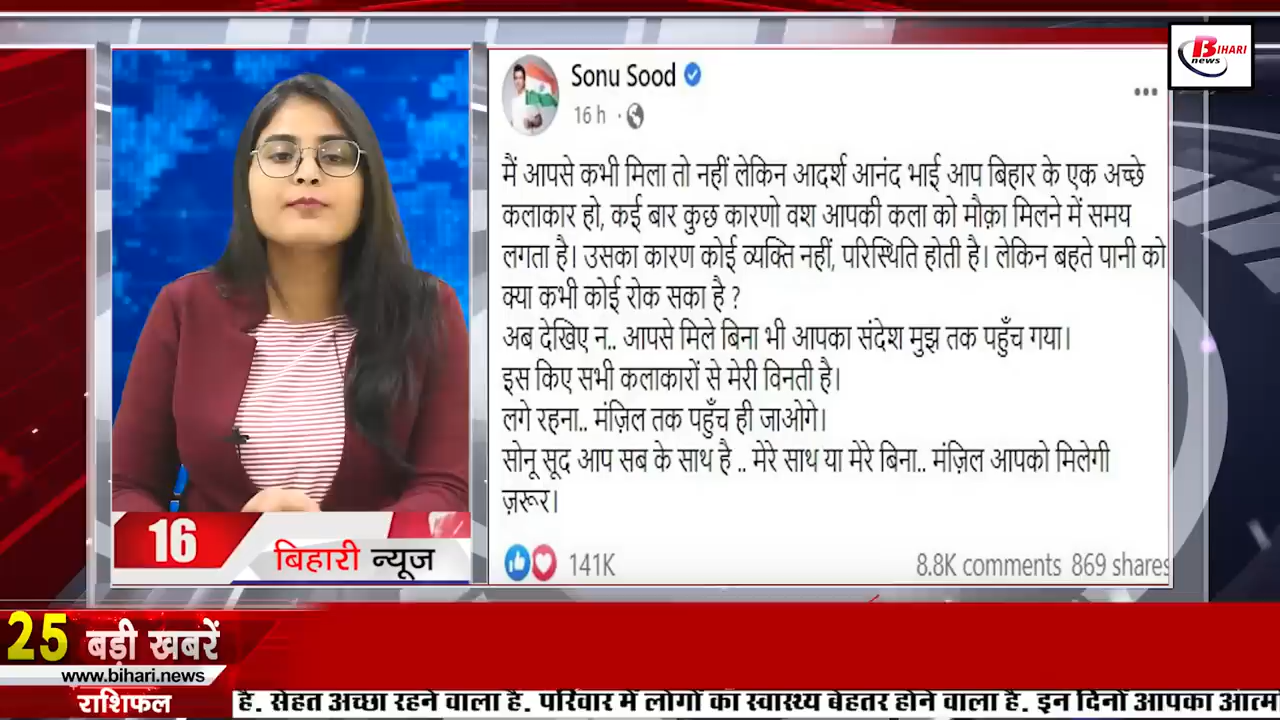 BIHARI
news
Sonu Sood
16 h
मैं आपसे कभी मिला तो नहीं लेकिन आदर्श आनंद भाई आप बिहार के एक अच्छे
कलाकार हो, कई बार कुछ कारणो वश आपकी कला को मौक़ा मिलने में समय
लगता है। उसका कारण कोई व्यक्ति नहीं, परिस्थिति होती है। लेकिन बहते पानी को
क्या कभी कोई रोक सका है ?
अब देखिए न.. आपसे मिले बिना भी आपका संदेश मुझ तक पहुँच गया।
इस किए सभी कलाकारों से मेरी विनती है।
लगे रहना.. मंज़िल तक पहुँच ही जाओगे।
सोनू सूद आप सब के साथ है .. मेरे साथ या मेरे बिना.. मंज़िल आपको मिलेगी
ज़रूर।
141K
8.8K comments 869 shares
16
बिहारी न्यूज
25 बड़ी खबरें
www.bihari.news
राशिफल
है. सेहत अच्छा रहने वाला है. परिवार में लोगों का स्वास्थ्य बेहतर होने वाला है. इन दिनों आपका आत्म